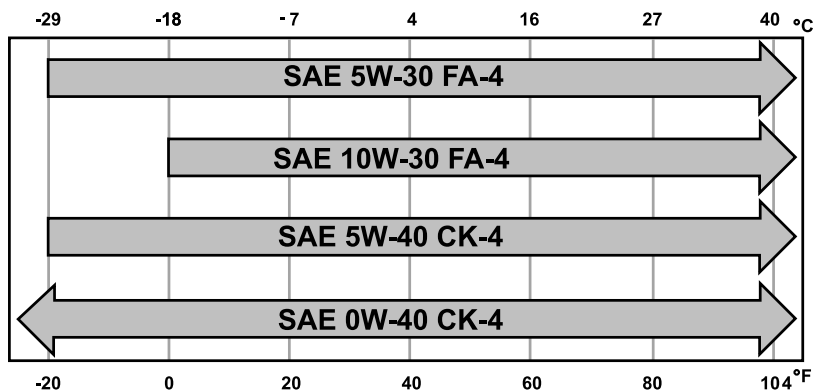 -29 -18 -7 4 16 27 40 °C
SAE 5W-30 FA-4
SAE 10W-30 FA-4
SAE 5W-40 CK-4
SAE 0W-40 CK-4
-20 0 20 40 60 80 104 °F